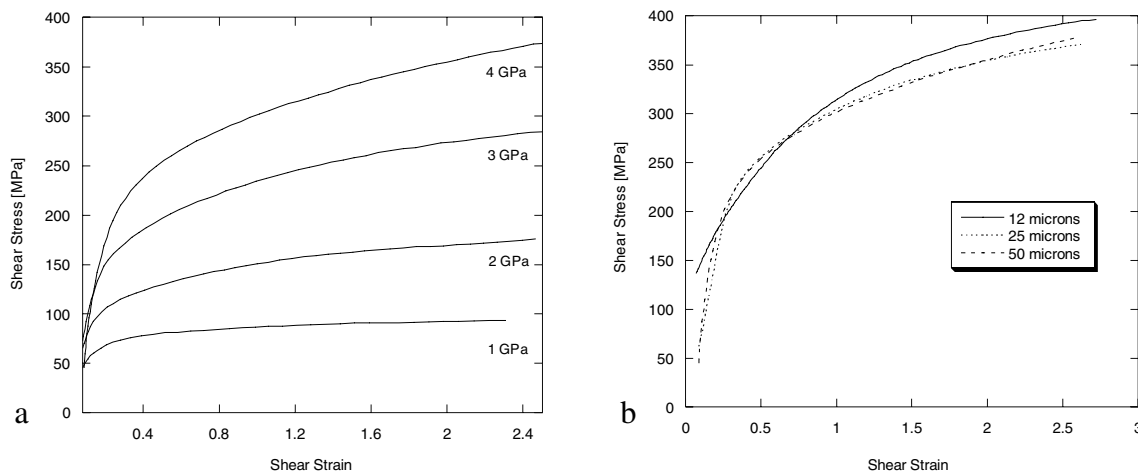 400
350
300
250
200
150
100
50
0
Shear Stress [MPa]
4 GPa
3 GPa
2 GPa
1 GPa
0.4
0.8
1.2
1.6
2
2.4
Shear Strain
a
400
350
300
250
200
150
100
50
0
Shear Stress [MPa]
12 microns
25 microns
50 microns
0
0.5
1
1.5
2
2.5
3
Shear Strain
b